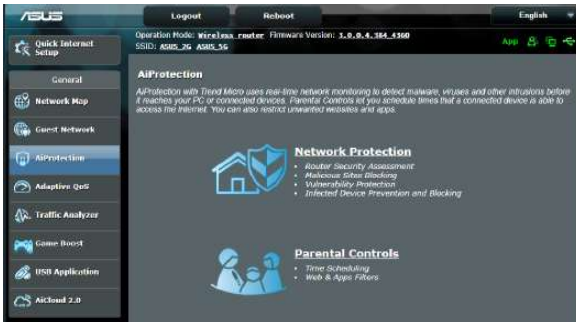 ASUS
Logout
Reboot
English
Quick Internet
Setup
Operation Mode: Wireless router Firmware Version: 3.0.0.4.384_4360
SSID: ASUS_2G ASUS_5G
App
General
Network Map
Guest Network
AiProtection
Adaptive QoS
Traffic Analyzer
Game Boost
USB Application
AiCloud 2.0
AiProtection
AiProtection with Trend Micro uses real-time network monitoring to detect malware, viruses and other intrusions before
it reaches your PC or connected devices. Parental Controls let you schedule times that a connected device is able to
access the Internet. You can also restrict unwanted websites and apps.
Network Protection
• Router Security Assessment
• Malicious Sites Blocking
• Vulnerability Protection
• Infected Device Prevention and Blocking
Parental Controls
• Time Scheduling
• Web & Apps Filters